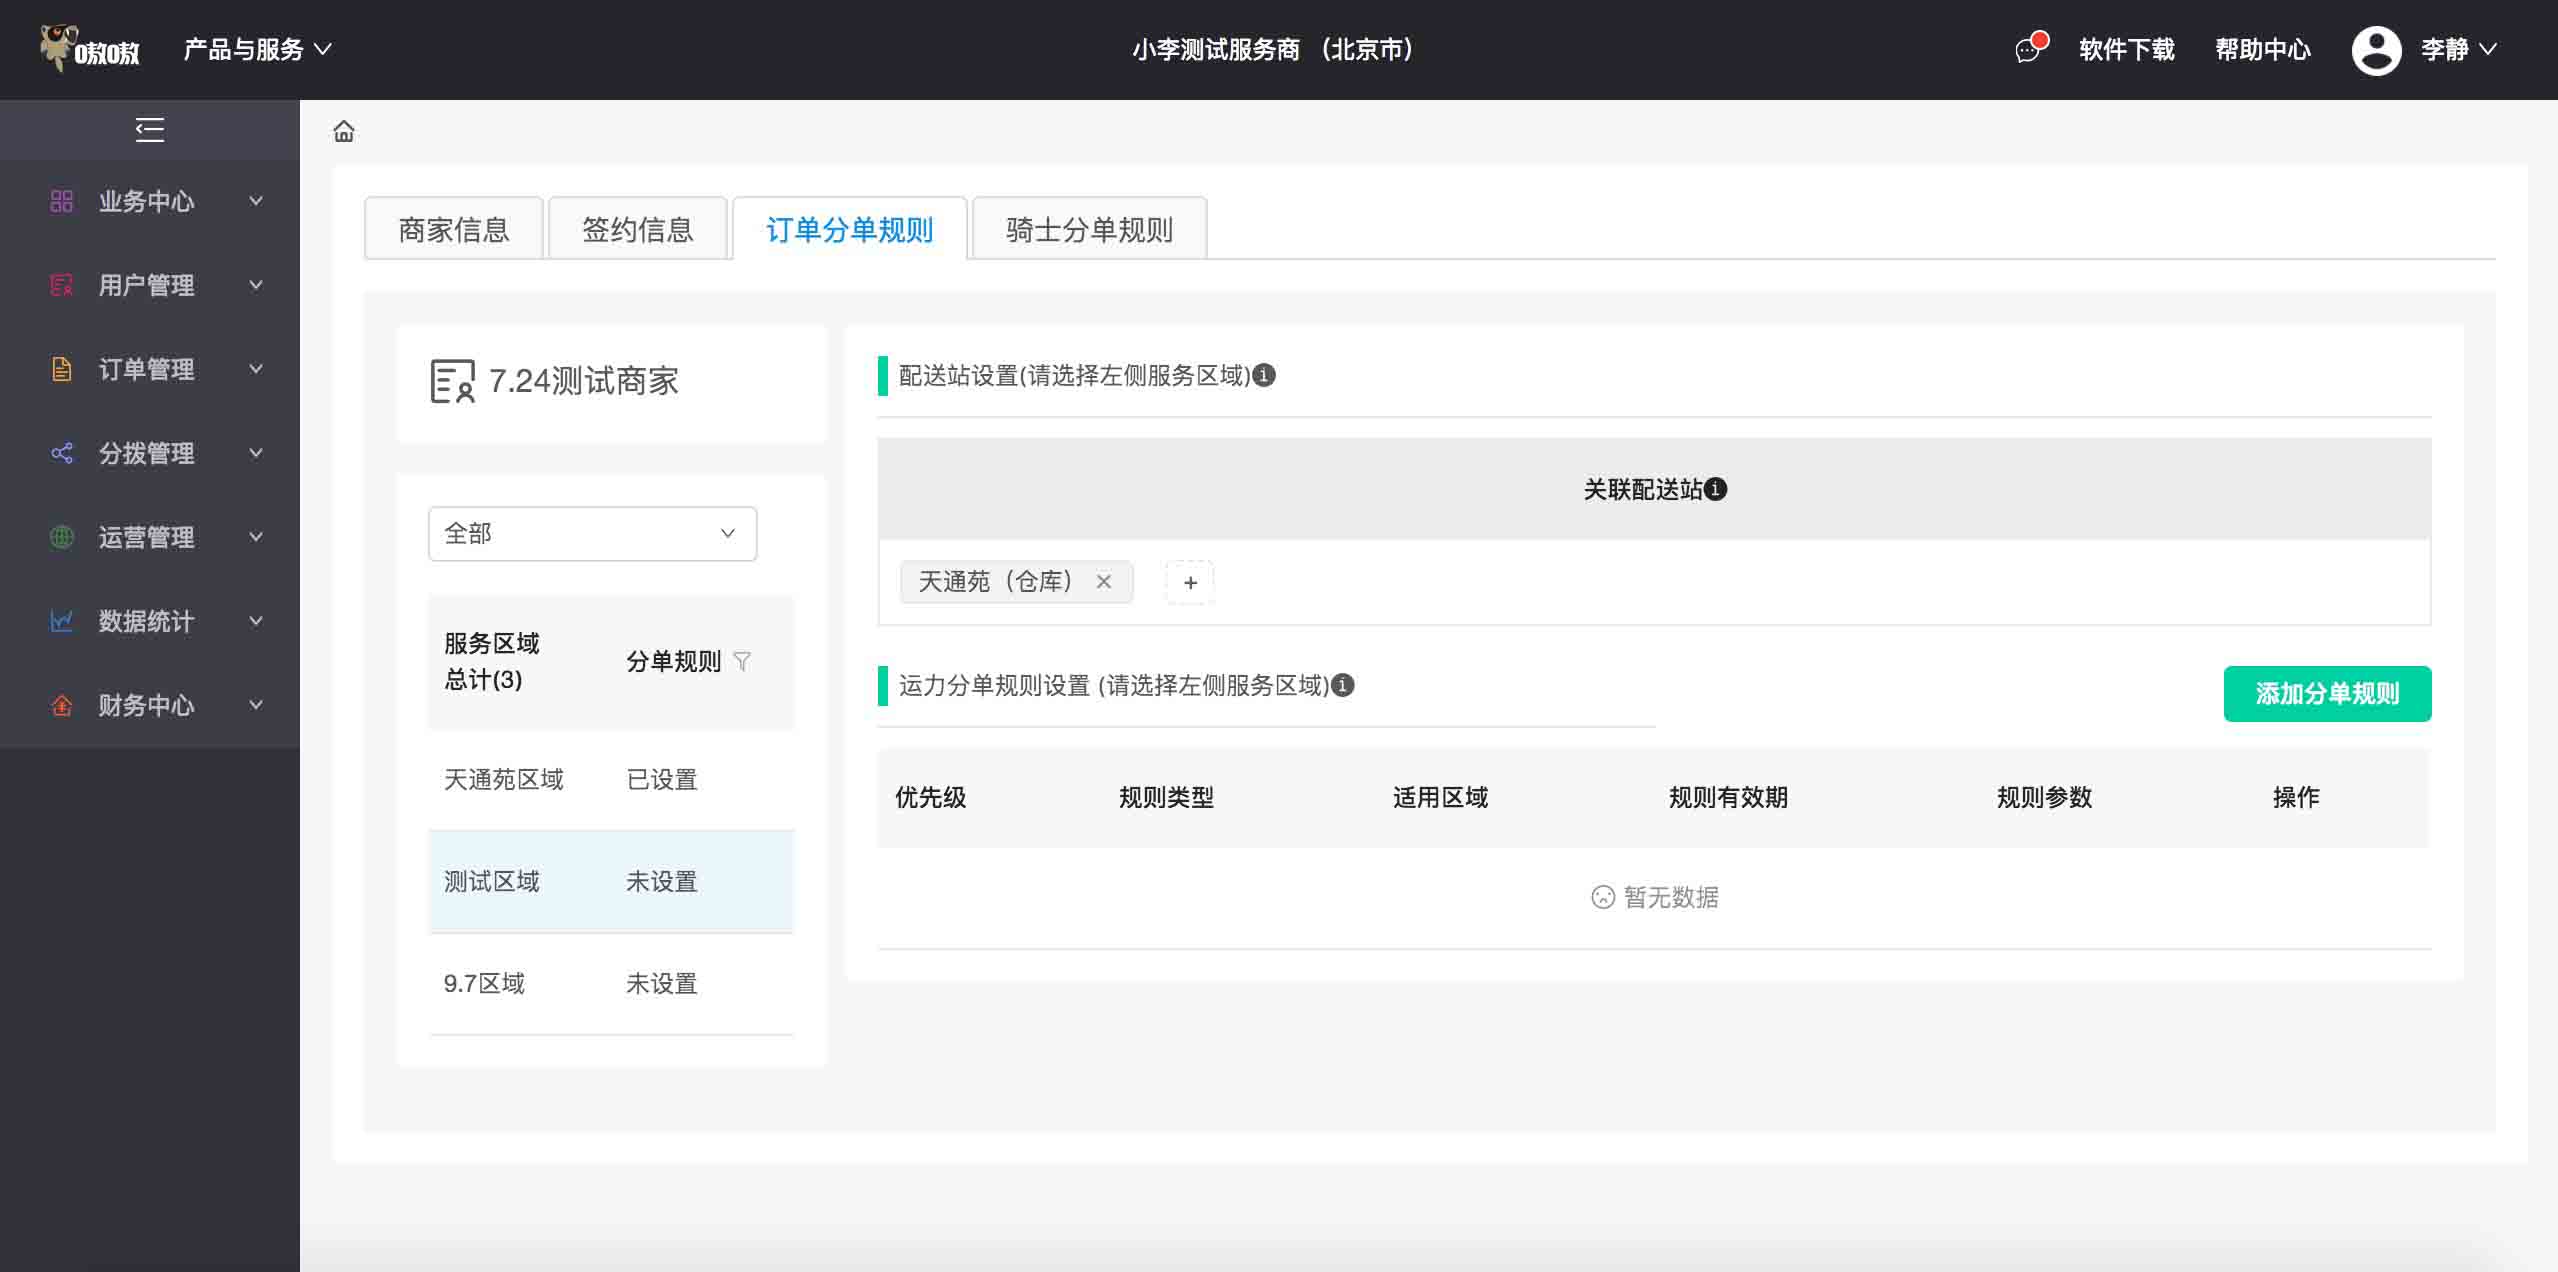 嗷嗷
产品与服务
小李测试服务商 （北京市）
软件下载
帮助中心
李静
业务中心
用户管理
订单管理
分拨管理
运营管理
数据统计
财务中心
商家信息
签约信息
订单分单规则
骑士分单规则
7.24测试商家
全部
服务区域
总计(3)
分单规则
天通苑区域 已设置
测试区域 未设置
9.7区域 未设置
配送站设置(请选择左侧服务区域)
关联配送站
天通苑（仓库） ×
+
运力分单规则设置 (请选择左侧服务区域)
添加分单规则
优先级 规则类型 适用区域 规则有效期 规则参数 操作
暂无数据